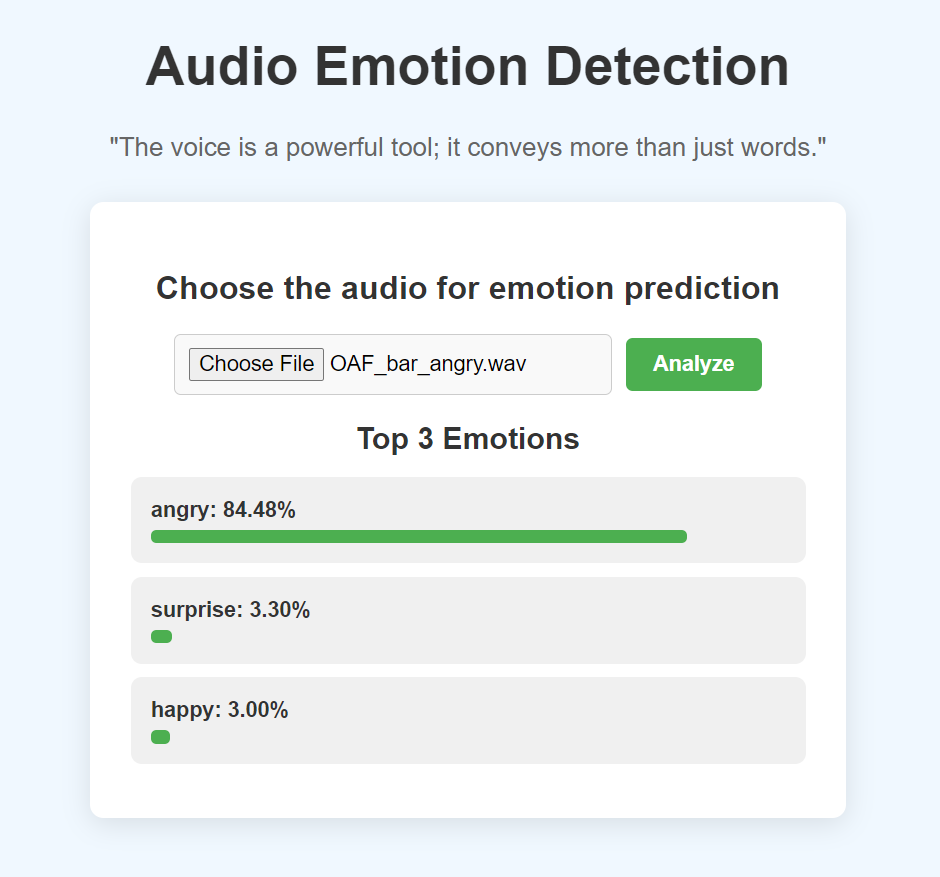 Audio Emotion Detection
"The voice is a powerful tool; it conveys more than just words."
Choose the audio for emotion prediction
Choose File OAF_bar_angry.wav Analyze
Top 3 Emotions
angry: 84.48%
surprise: 3.30%
happy: 3.00%